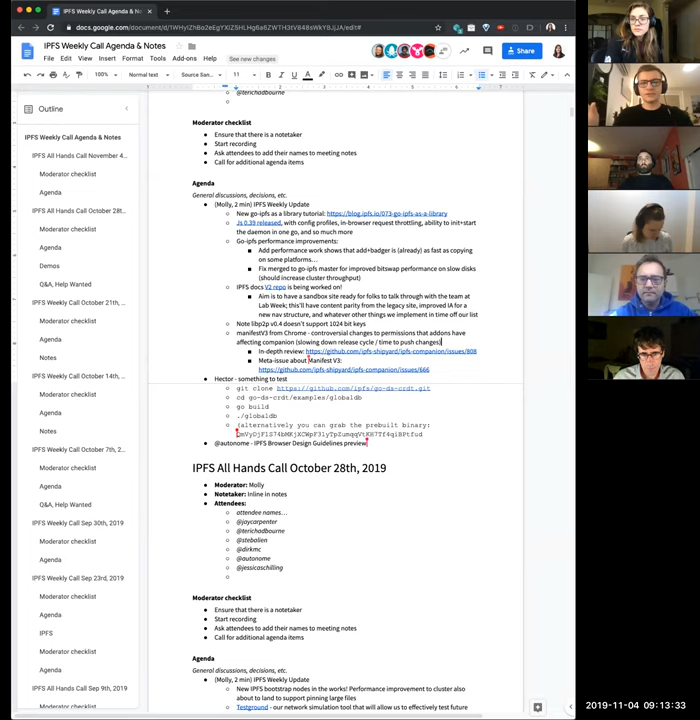 IPFS Weekly Call Agenda & Notes
docs.google.com/document/d/
IPFS Weekly Call Agenda & Notes
File Edit View Insert Format Tools Add-ons Help
See new changes
Share
100%
Normal text
Source San...
11
Outline
IPFS Weekly Call Agenda & Notes
IPFS All Hands Call November 4...
Moderator checklist
Agenda
IPFS All Hands Call October 28t...
Moderator checklist
Agenda
Demos
Q&A, Help Wanted
IPFS All Hands Call October 21t...
Moderator checklist
Agenda
Notes
IPFS All Hands Call October 14t...
Moderator checklist
Agenda
Notes
IPFS All Hands Call October 7th, 2...
Moderator checklist
Agenda
Q&A, Help Wanted
IPFS Weekly Call Sep 30th, 2019
Moderator checklist
Agenda
IPFS Weekly Call Sep 23rd, 2019
Moderator checklist
IPFS
Moderator checklist
Agenda
IPFS All Hands Call Sep 9th, 2019
Moderator checklist
@terichadbourne
Moderator checklist
Ensure that there is a notetaker
Start recording
Ask attendees to add their names to meeting notes
Call for additional agenda items
Agenda
General discussions, decisions, etc.
(Molly, 2 min) IPFS Weekly Update
New go-ipfs as a library tutorial: https://blog.ipfs.io/073-go-ipfs-as-a-library
Js 0.39 released, with config profiles, in-browser request throttling, ability to init+start
the daemon in one go, and so much more
Go-ipfs performance improvements:
Add performance work shows that add+badger is (already) as fast as copying
on some platforms...
Fix merged to go-ipfs master for improved bitswap performance on slow disks
(should increase cluster throughput)
IPFS docs V2 repo is being worked on!
Aim is to have a sandbox site ready for folks to talk through with the team at
Lab Week; this'll have content parity from the legacy site, improved IA for a
new nav structure, and whatever other things we implement in time off our list
Note libp2p v0.4 doesn't support 1024 bit keys
manifestV3 from Chrome - controversial changes to permissions that addons have
affecting companion (slowing down release cycle / time to push changes)
In-depth review: https://github.com/ipfs-shipyard/ipfs-companion/issues/808
Meta-issue about Manifest V3:
https://github.com/ipfs-shipyard/ipfs-companion/issues/666
Hector - something to test
git clone https://github.com/ipfs/go-ds-crdt.git
cd go-ds-crdt/examples/globaldb
go build
./globaldb
(alternatively you can grab the prebuilt binary:
@autonome - IPFS Browser Design Guidelines preview
IPFS All Hands Call October 28th, 2019
Moderator: Molly
Notetaker: Inline in notes
Attendees:
attendee names...
@jaycarpenter
@terichadbourne
@stebalien
@dirkmc
@autonome
@jessicaschilling
Moderator checklist
Ensure that there is a notetaker
Start recording
Ask attendees to add their names to meeting notes
Call for additional agenda items
Agenda
General discussions, decisions, etc.
(Molly, 2 min) IPFS Weekly Update
New IPFS bootstrap nodes in the works! Performance improvement to cluster also
about to land to support pinning large files
Testground - our network simulation tool that will allow us to effectively test future
2019-11-04 09:13:33